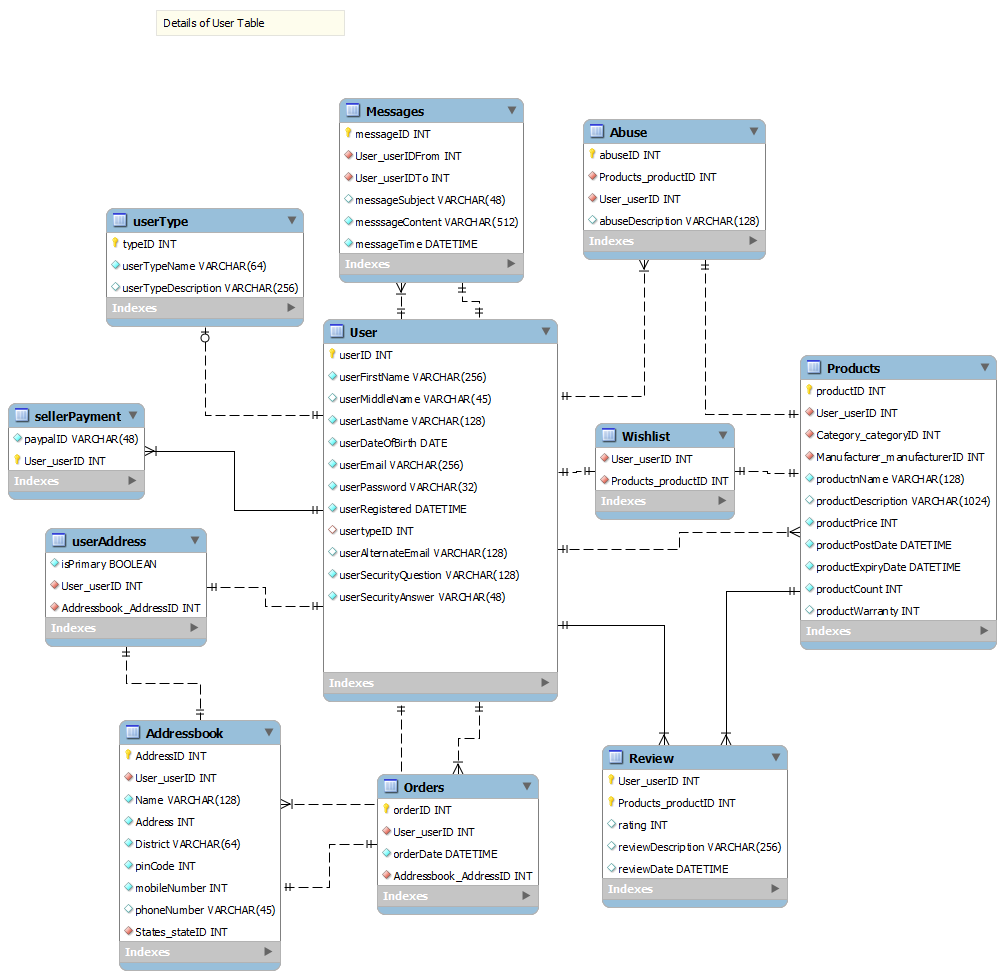 Details of User Table
Messages
messageID INT
User_userIDFrom INT
User_userIDTo INT
messageSubject VARCHAR(48)
messsageContent VARCHAR(512)
messageTime DATETIME
Indexes
Abuse
abuseID INT
Products_productID INT
User_userID INT
abuseDescription VARCHAR(128)
Indexes
userType
typeID INT
userTypeName VARCHAR(64)
userTypeDescription VARCHAR(256)
Indexes
User
userID INT
userFirstName VARCHAR(256)
userMiddleName VARCHAR(45)
userLastName VARCHAR(128)
userDateOfBirth DATE
userEmail VARCHAR(256)
userPassword VARCHAR(32)
userRegistered DATETIME
usertypeID INT
userAlternateEmail VARCHAR(128)
userSecurityQuestion VARCHAR(128)
userSecurityAnswer VARCHAR(48)
Indexes
Products
productID INT
User_userID INT
Category_categoryID INT
Manufacturer_manufacturerID INT
productnName VARCHAR(128)
productDescription VARCHAR(1024)
productPrice INT
productPostDate DATETIME
productExpiryDate DATETIME
productCount INT
productWarranty INT
Indexes
sellerPayment
paypalID VARCHAR(48)
User_userID INT
Indexes
Wishlist
User_userID INT
Products_productID INT
Indexes
userAddress
isPrimary BOOLEAN
User_userID INT
Addressbook_AddressID INT
Indexes
Addressbook
AddressID INT
User_userID INT
Name VARCHAR(128)
Address INT
District VARCHAR(64)
pinCode INT
mobileNumber INT
phoneNumber VARCHAR(45)
States_stateID INT
Indexes
Orders
orderID INT
User_userID INT
orderDate DATETIME
Addressbook_AddressID INT
Indexes
Review
User_userID INT
Products_productID INT
rating INT
reviewDescription VARCHAR(256)
reviewDate DATETIME
Indexes